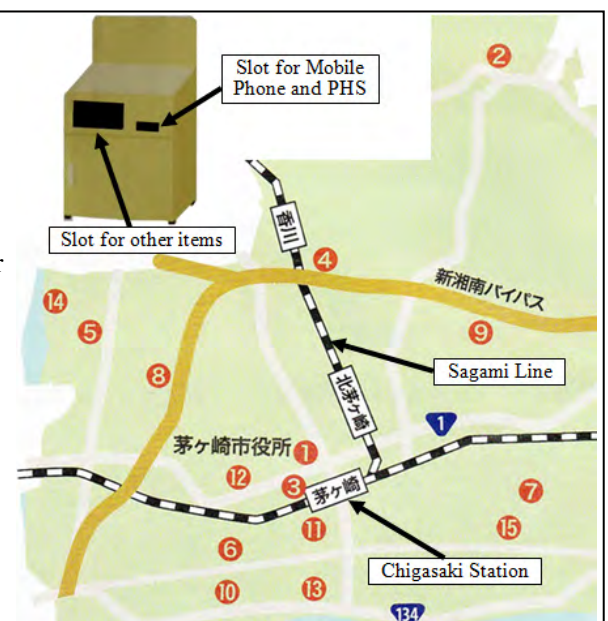 Slot for Mobile
Phone and PHS
②
Slot for other items
r
香川
④
新湘南バイパス
⑭
⑤
⑨
⑧
Sagami Line
北茅ヶ崎
1
茅ヶ崎市役所
①
⑫
③
茅ヶ崎
⑦
⑪
⑮
⑥
Chigasaki Station
⑩
⑬
134